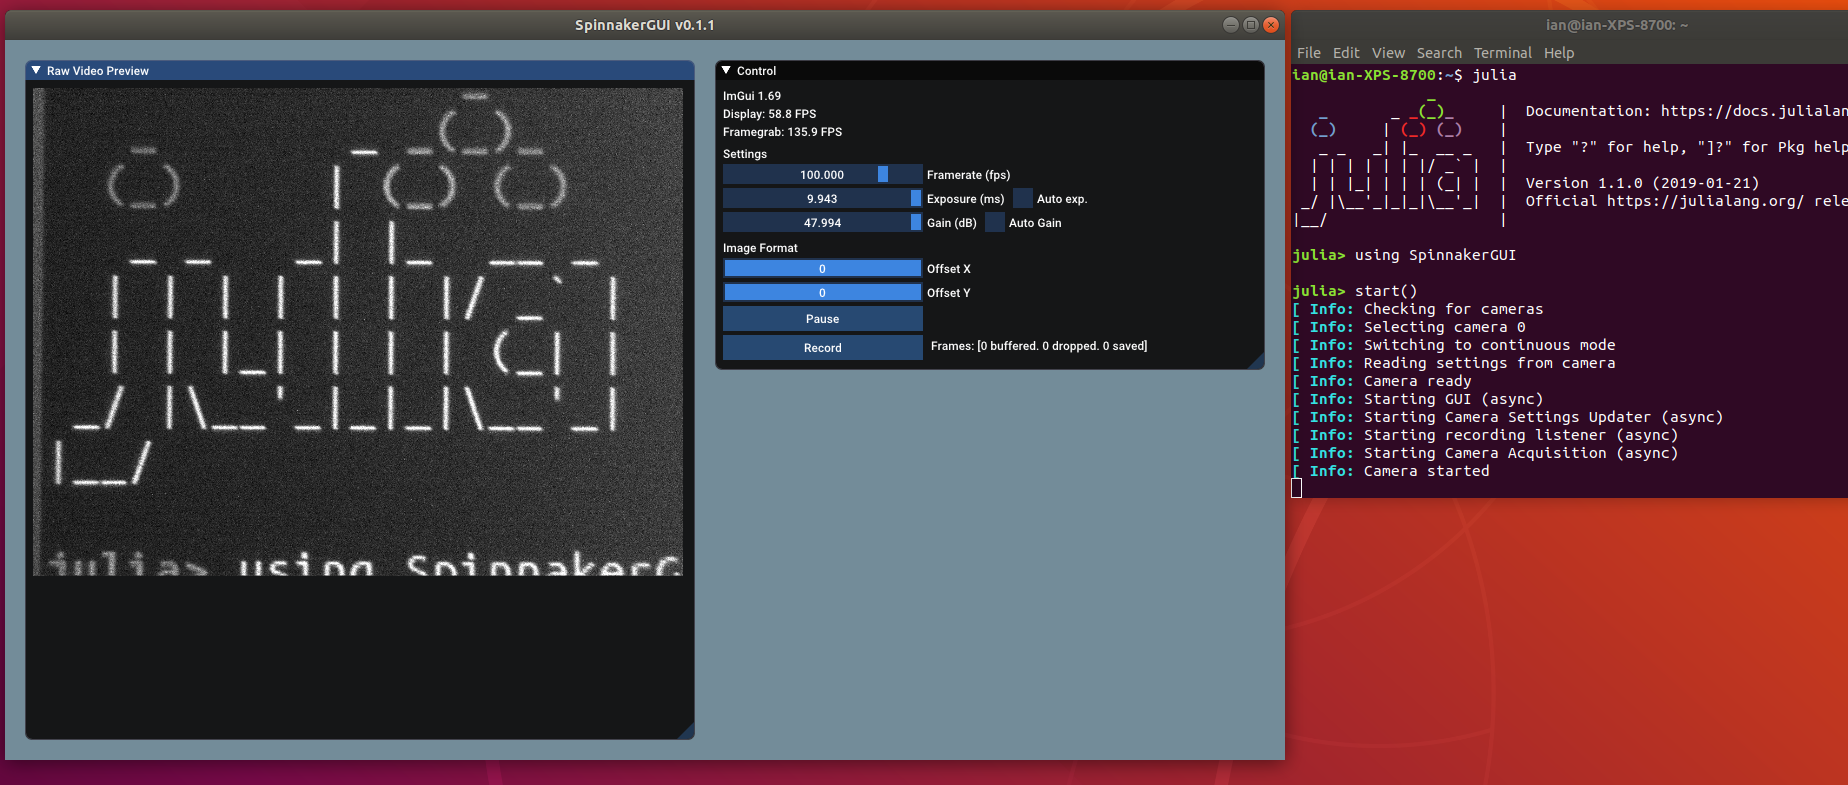 SpinnakerGUI v0.1.1
Raw Video Preview
julia> using SpinnakerG
Control
ImGui 1.69
Display: 58.8 FPS
Framegrab: 135.9 FPS
Settings
100.000 Framerate (fps)
9.943 Exposure (ms) Auto exp.
47.994 Gain (dB) Auto Gain
Image Format
0 Offset X
0 Offset Y
Pause
Record Frames: [0 buffered. 0 dropped. 0 saved]
ian@ian-XPS-8700: ~
File Edit View Search Terminal Help
ian@ian-XPS-8700:~$ julia
Documentation: https://docs.julialan
Type "?" for help, "]?" for Pkg help
Version 1.1.0 (2019-01-21)
Official https://julialang.org/ rele
julia> using SpinnakerGUI
julia> start()
[ Info: Checking for cameras
[ Info: Selecting camera 0
[ Info: Switching to continuous mode
[ Info: Reading settings from camera
[ Info: Camera ready
[ Info: Starting GUI (async)
[ Info: Starting Camera Settings Updater (async)
[ Info: Starting recording listener (async)
[ Info: Starting Camera Acquisition (async)
[ Info: Camera started